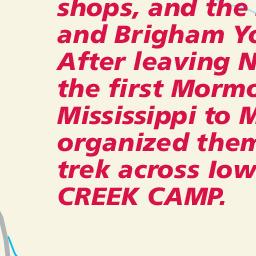 shops, and the
and Brigham Yo
After leaving N
the first Mormo
Mississippi to M
organized them
trek across Iow
CREEK CAMP.